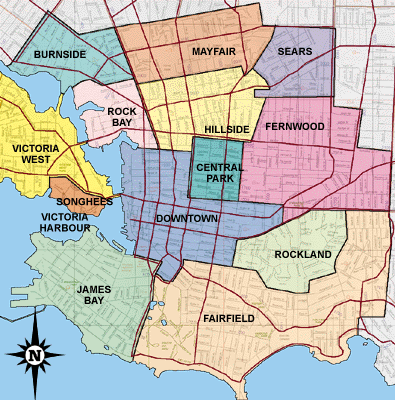 BURNSIDE
MAYFAIR
SEARS
ROCK
BAY
HILLSIDE
FERNWOOD
VICTORIA
WEST
CENTRAL
PARK
SONGHEES
VICTORIA
HARBOUR
DOWNTOWN
ROCKLAND
JAMES
BAY
FAIRFIELD
N